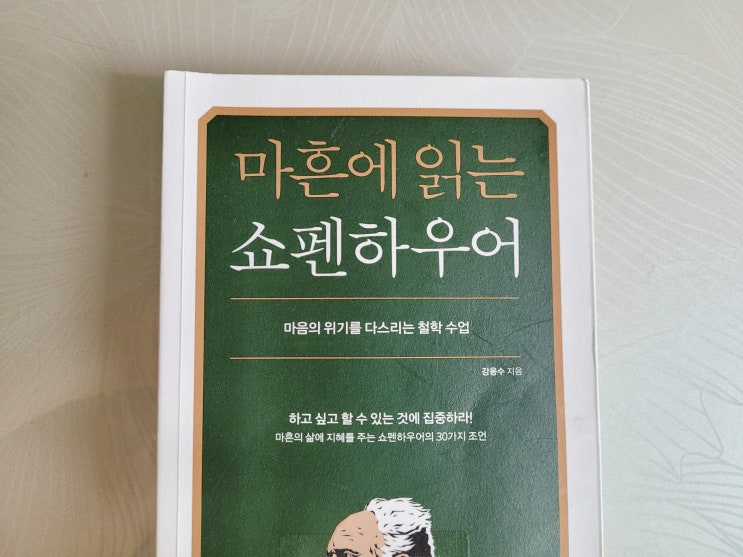 마흔에 읽는
쇼펜하우어
마음의 위기를 다스리는 철학 수업
강용수 지음
하고 싶고 할 수 있는 것에 집중하라!
마흔의 삶에 지혜를 주는 쇼펜하우어의 30가지 조언